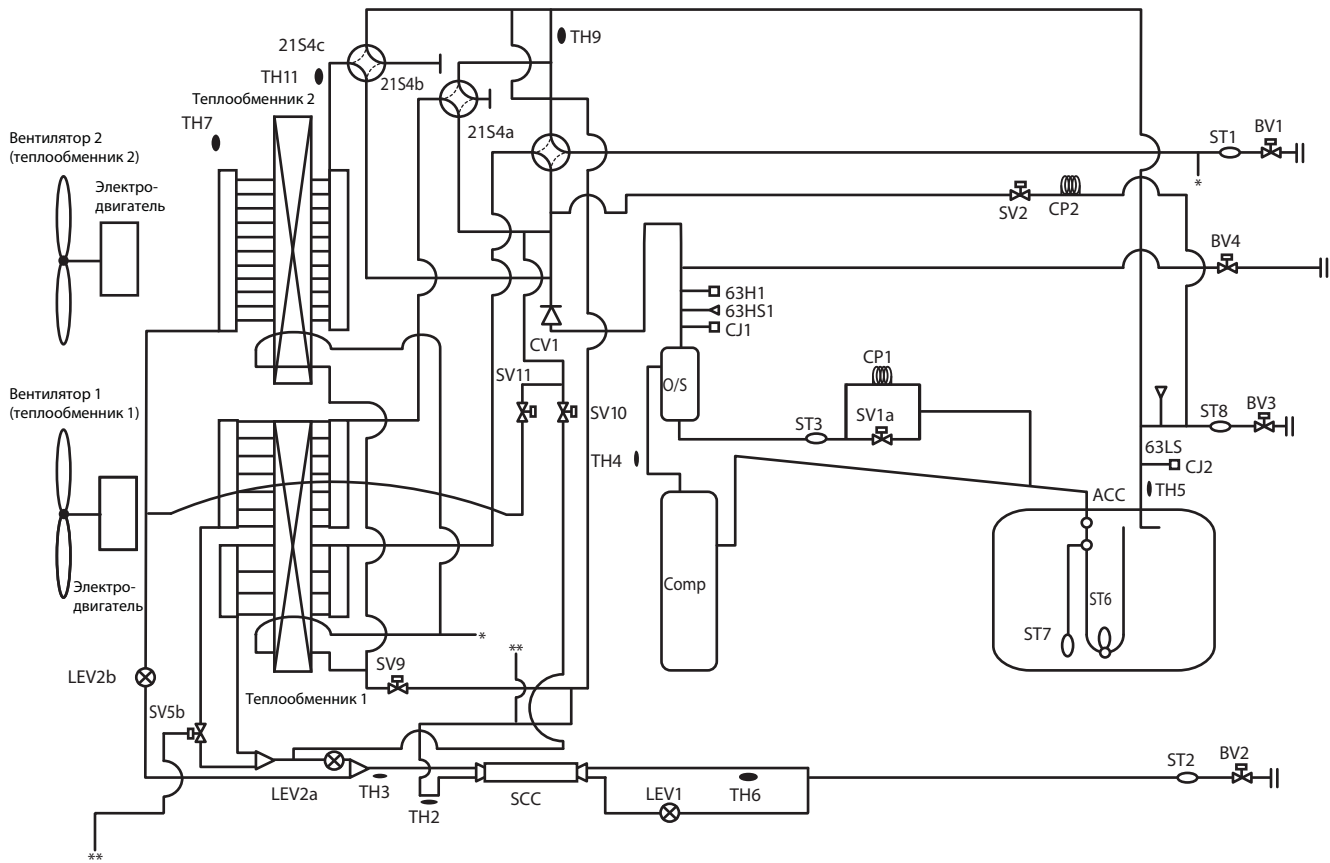 TH9
21S4c
TH11
21S4b
Теплообменник 2
TH7
21S4a
Вентилятор 2
(теплообменник 2)
Электро-
двигатель
ST1
BV1
*
SV2
CP2
BV4
63H1
63HS1
CJ1
CV1
O/S
CP1
SV11
SV10
Вентилятор 1
(теплообменник 1)
ST3
SV1a
ST8
BV3
63LS
CJ2
TH4
TH5
ACC
Comp
ST6
ST7
Электро-
двигатель
*
**
SV9
LEV2b
Теплообменник 1
SV5b
LEV2a
TH3
TH2
SCC
LEV1
TH6
ST2
BV2
**